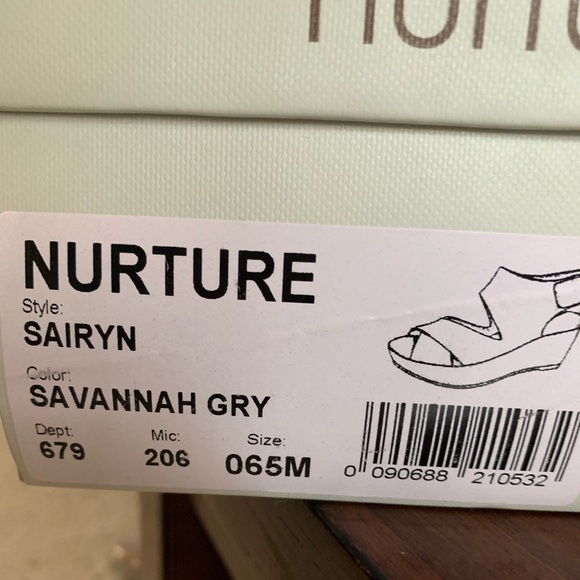 NURTURE
Style:
SAIRYN
Color:
SAVANNAH GRY
Dept: Mic: Size:
679 206 065M
0 090688 210532